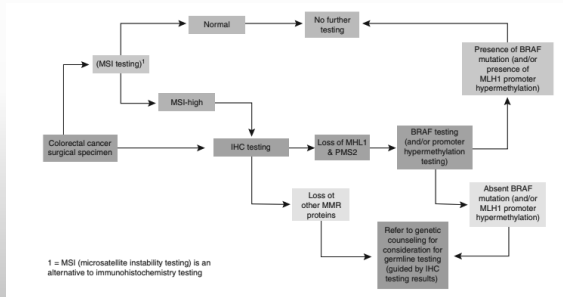 Normal
No further
testing
(MSI testing)1
MSI-high
Presence of BRAF
mutation (and/or
presence of
MLH1 promoter
hypermethylation)
Colorectal cancer
surgical specimen
IHC testing
Loss of MHL1
& PMS2
BRAF testing
(and/or promoter
hypermethylation
testing)
Loss of
other MMR
proteins
Absent BRAF
mutation (and/or
MLH1 promoter
hypermethylation)
Refer to genetic
counseling for
consideration for
germline testing
(guided by IHC
testing results)
1 = MSI (microsatellite instability testing) is an
alternative to immunohistochemistry testing